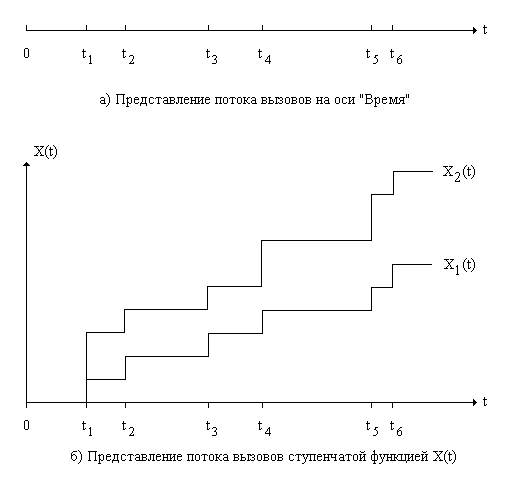 t
0 t1 t2 t3 t4 t5 t6
а) Представление потока вызовов на оси "Время"
X(t)
X2(t)
X1(t)
t
0 t1 t2 t3 t4 t5 t6
б) Представление потока вызовов ступенчатой функцией X(t)